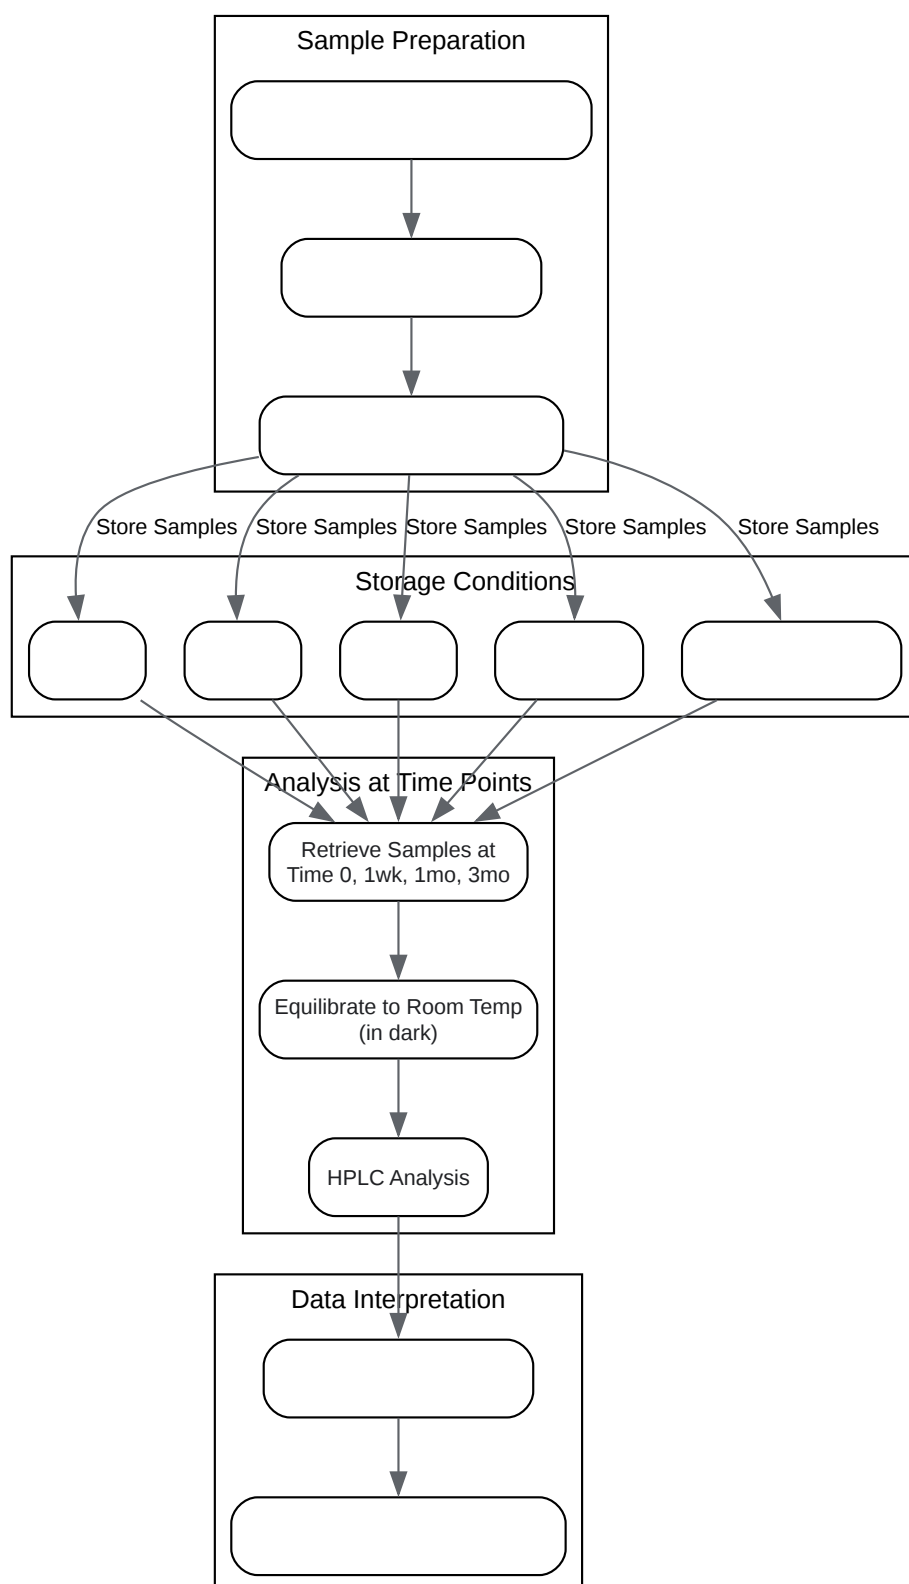 Sample Preparation
Store Samples
Store Samples
Store Samples
Store Samples
Store Samples
Storage Conditions
Analysis at Time Points
Retrieve Samples at
Time 0, 1wk, 1mo, 3mo
Equilibrate to Room Temp
(in dark)
HPLC Analysis
Data Interpretation